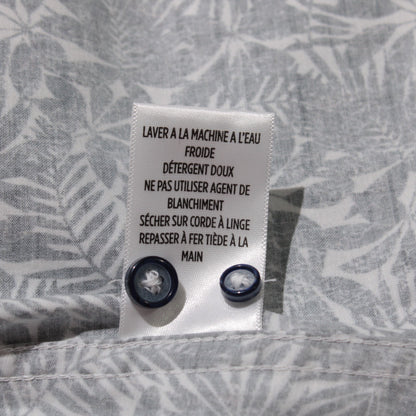 LAVER A LA MACHINE A L'EAU
FROIDE
DÉTERGENT DOUX
NE PAS UTILISER AGENT DE
BLANCHIMENT
SÉCHER SUR CORDE À LINGE
REPASSER À FER TIÈDE À LA
MAIN